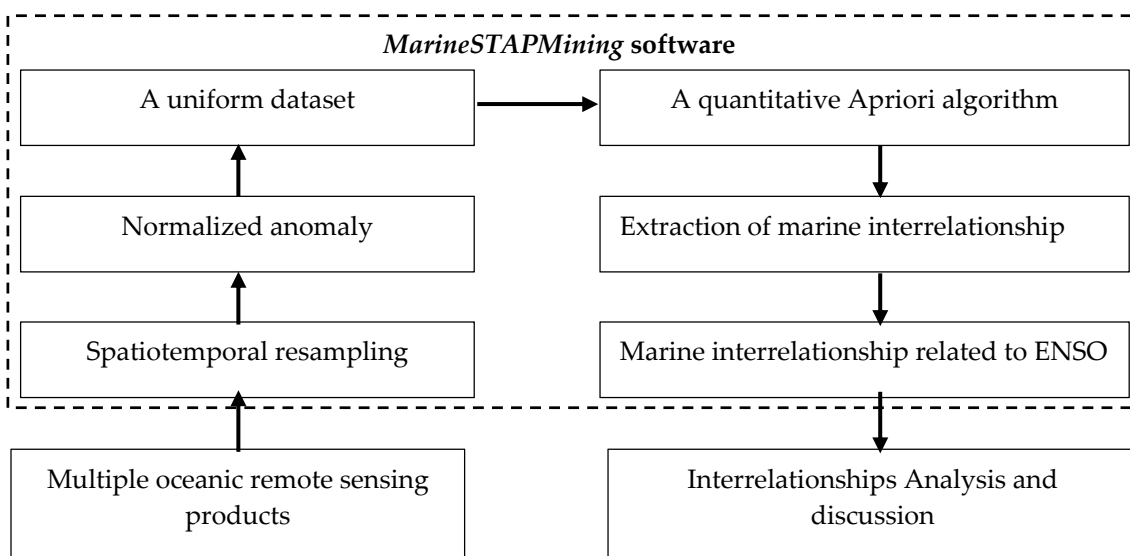 MarineSTAPMining software
A uniform dataset
A quantitative Apriori algorithm
Normalized anomaly
Extraction of marine interrelationship
Spatiotemporal resampling
Marine interrelationship related to ENSO
Multiple oceanic remote sensing
products
Interrelationships Analysis and
discussion